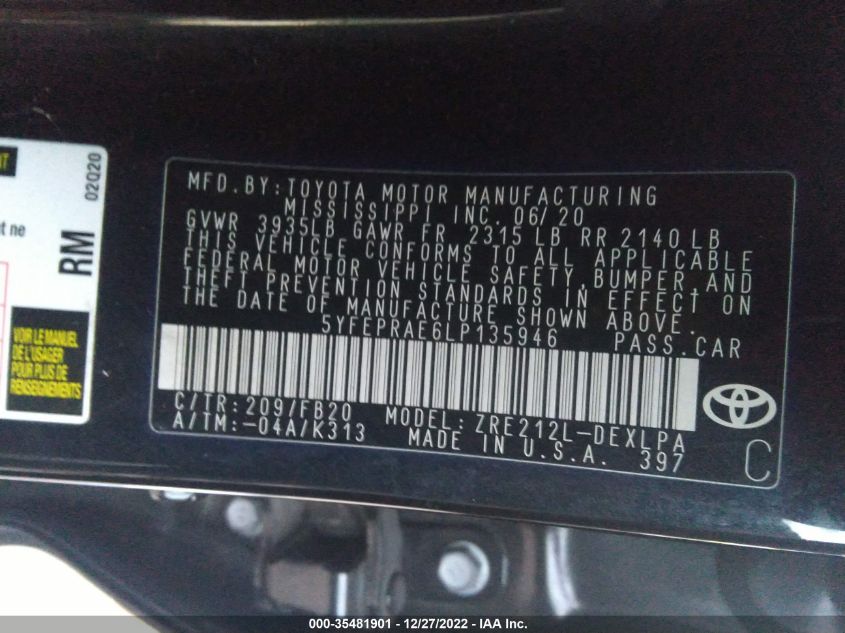 NT
t ne
RM
02Q20
VOIR LE MANUEL
DE L'USAGER
POUR PLUS DE
RENSEIGNEMENTS
MFD.BY:TOYOTA MOTOR MANUFACTURING
MISSISSIPPI INC. 06/20
GVWR 3935LB GAWR FR 2315 LB RR 2140 LB
THIS VEHICLE CONFORMS TO ALL APPLICABLE
FEDERAL MOTOR VEHICLE SAFETY,BUMPER,AND
THEFT PREVENTION STANDARDS IN EFFECT ON
THE DATE OF MANUFACTURE SHOWN ABOVE.
5YFEPRAE6LP135946 PASS.CAR
C/TR:209/FB20 MODEL:ZRE212L-DEXLPA
A/TM:-04A/K313 MADE IN U.S.A. 397
C
000-35481901 - 12/27/2022 - IAA Inc.